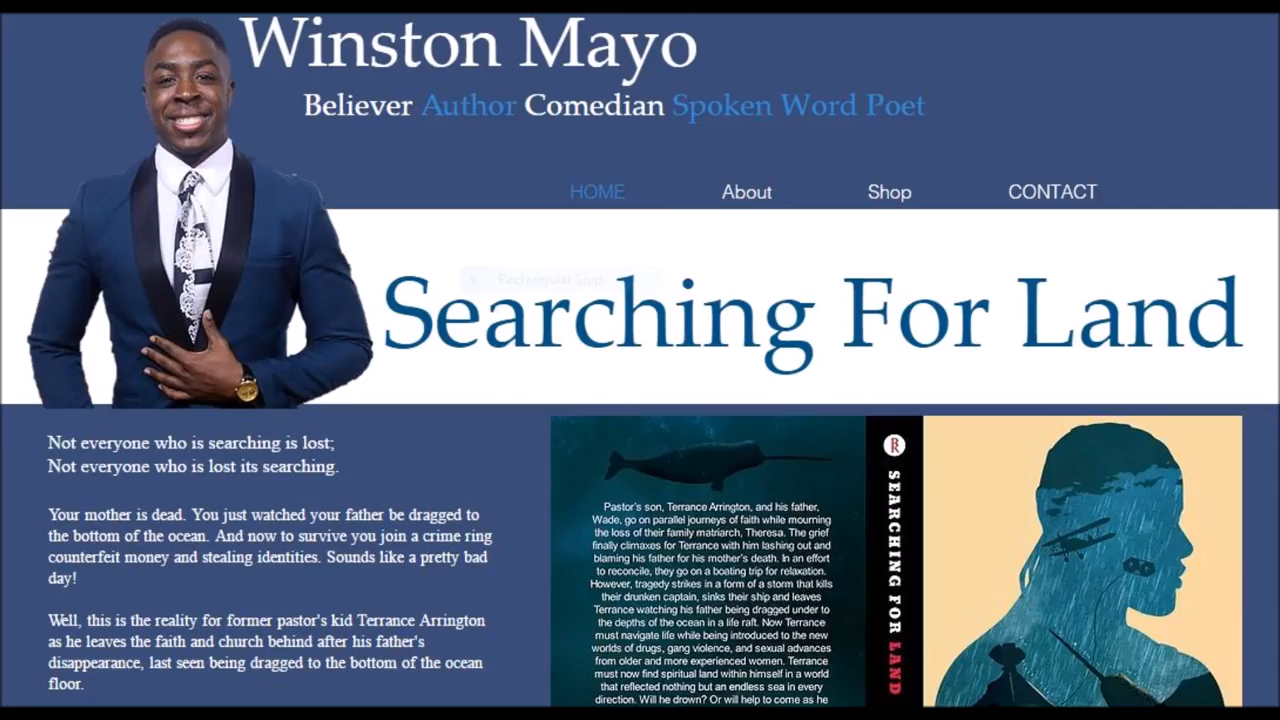 Winston Mayo
Believer Author Comedian Spoken Word Poet
HOME About Shop CONTACT
Rectangular Snip
Searching For Land
Not everyone who is searching is lost;
Not everyone who is lost its searching.
Your mother is dead. You just watched your father be dragged to
the bottom of the ocean. And now to survive you join a crime ring
counterfeit money and stealing identities. Sounds like a pretty bad
day!
Well, this is the reality for former pastor's kid Terrance Arrington
as he leaves the faith and church behind after his father's
disappearance, last seen being dragged to the bottom of the ocean
floor.
Pastor's son, Terrance Arrington, and his father,
Wade, go on parallel journeys of faith while mourning
the loss of their family matriarch, Theresa. The grief
finally climaxes for Terrance with him lashing out and
blaming his father for his mother's death. In an effort
to reconcile, they go on a boating trip for relaxation.
However, tragedy strikes in a form of a storm that kills
their drunken captain, sinks their ship and leaves
Terrance watching his father being dragged under to
the depths of the ocean in a life raft. Now Terrance
must navigate life while being introduced to the new
worlds of drugs, gang violence, and sexual advances
from older and more experienced women. Terrance
must now find spiritual land within himself in a world
that reflected nothing but an endless sea in every
direction. Will he drown? Or will help to come as he
SEARCHING FOR LAND